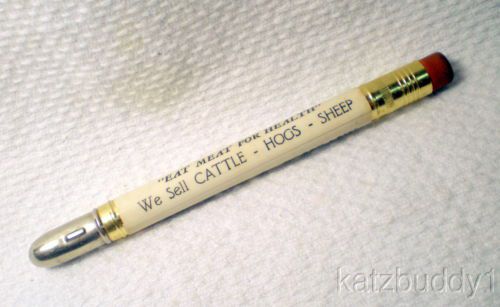 "EAT MEAT FOR HEALTH"
We Sell CATTLE - HOGS - SHEEP
katzbuddy1